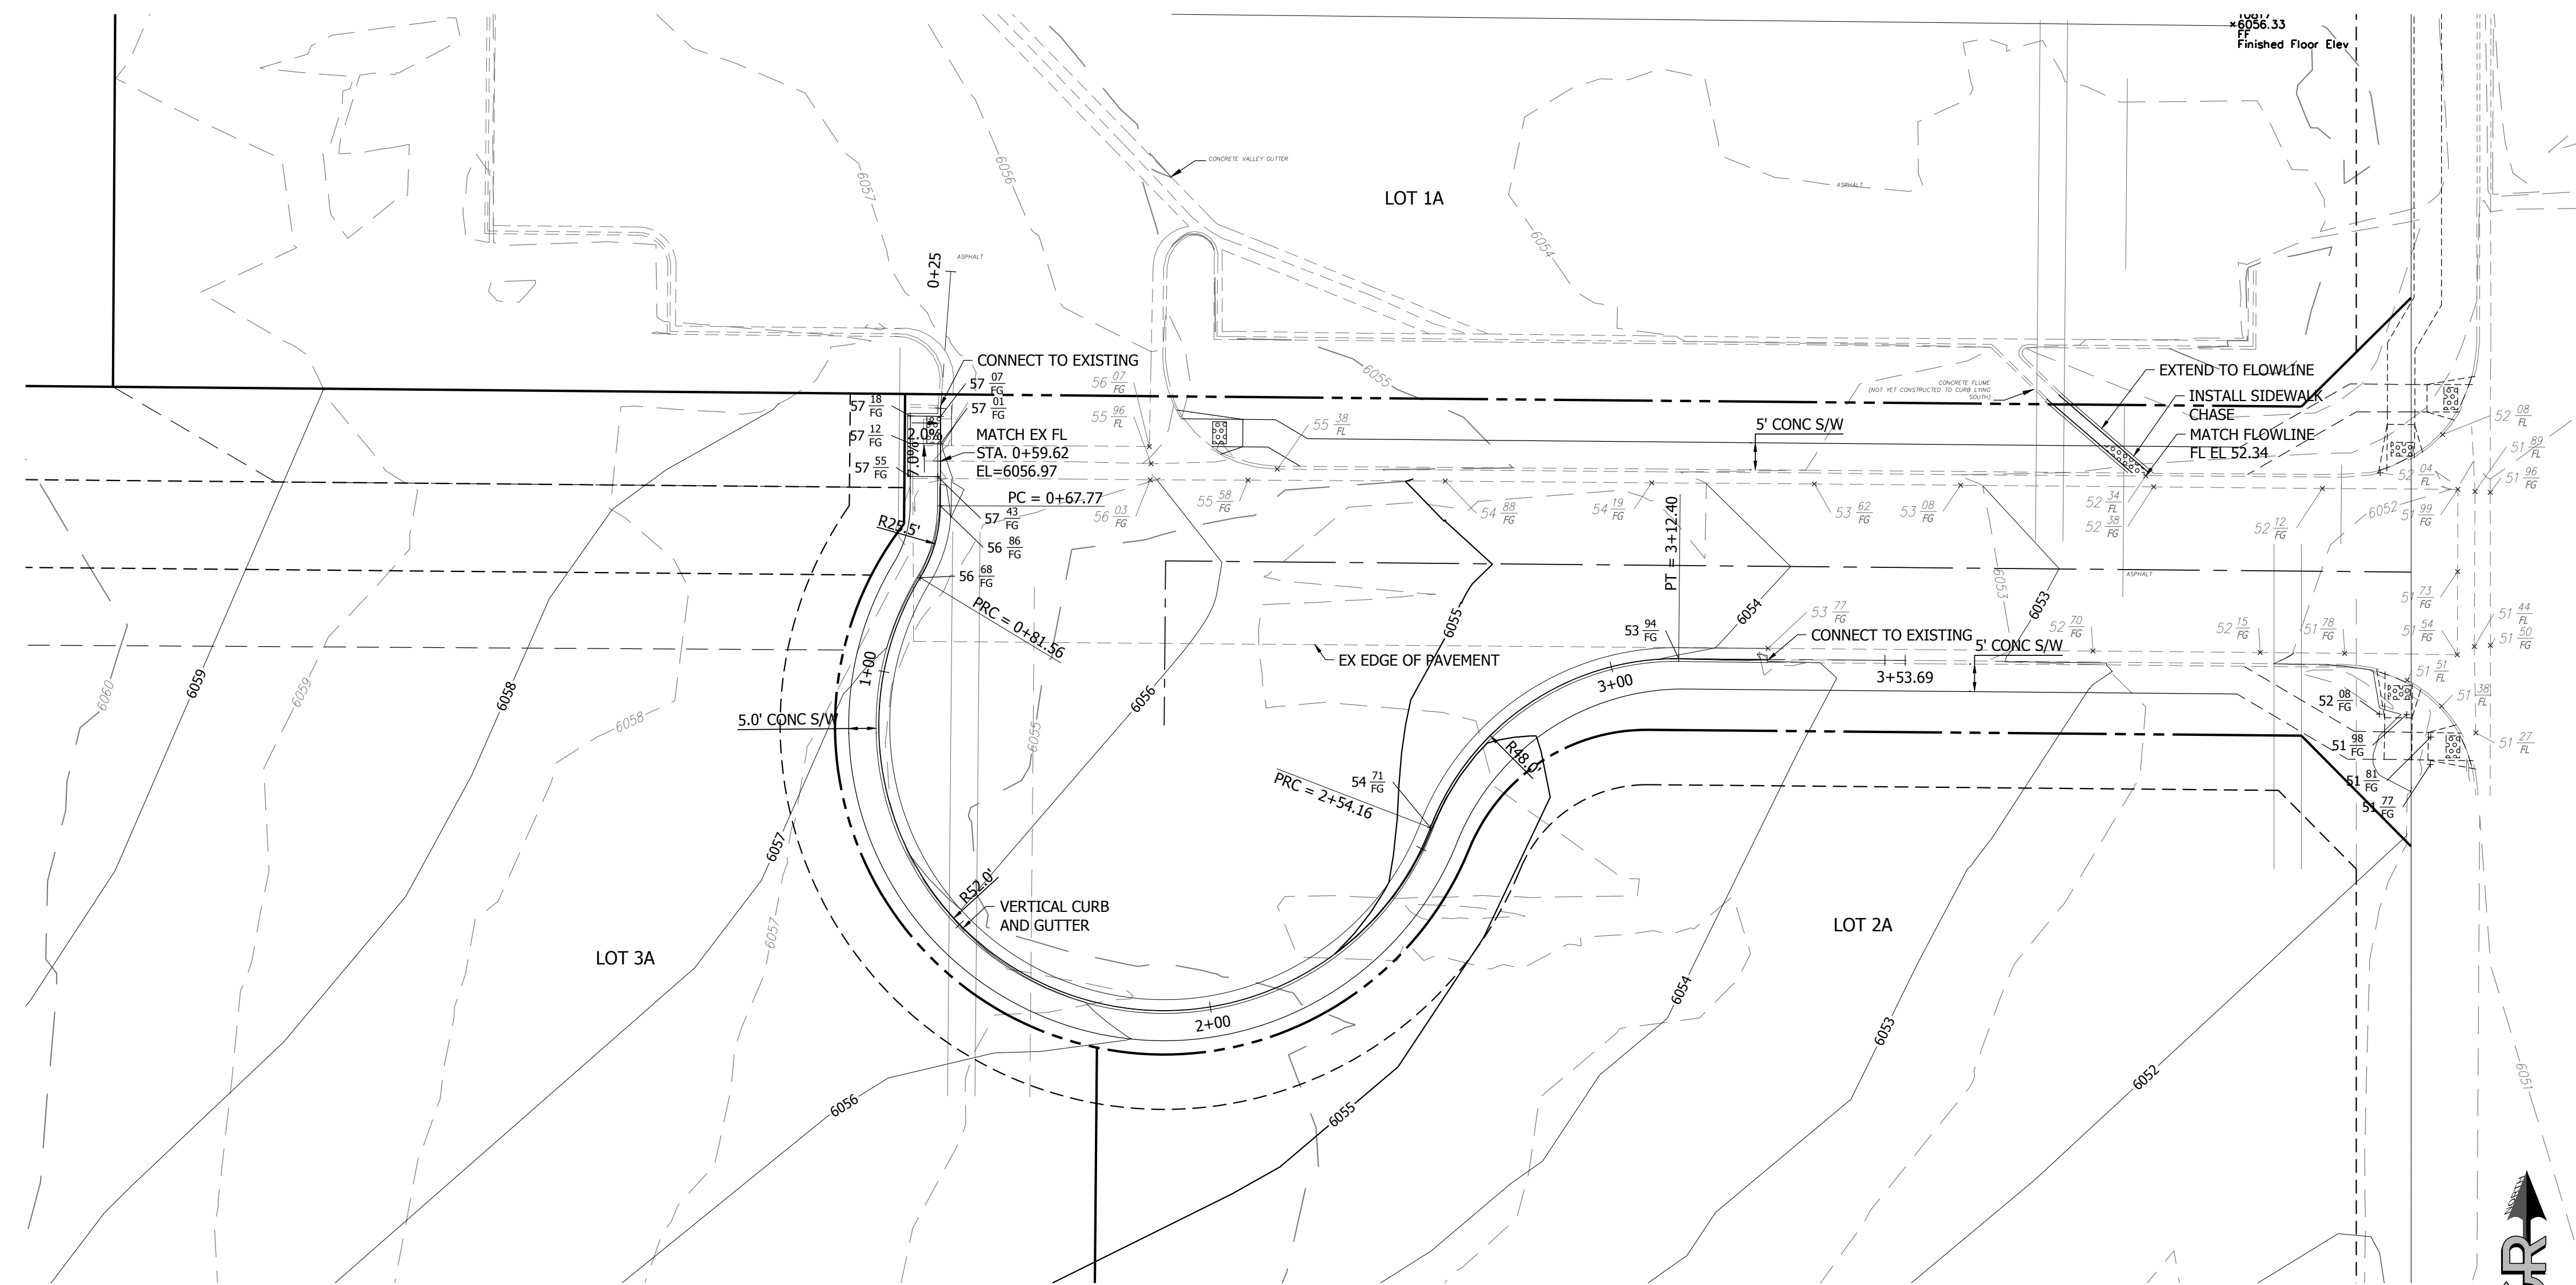 10817
6056.33
FF
Finished Floor Elev
CONCRETE VALLEY GUTTER
LOT 1A
ASPHALT
6057
6056
6054
0+25
ASPHALT
CONNECT TO EXISTING
57 07 FG
57 18 FG
57 01 FG
57 12 FG
2.0%
7.0%
57 55 FG
MATCH EX FL
STA. 0+59.62
EL=6056.97
PC = 0+67.77
57 43 FG
R25.5'
56 86 FG
56 68 FG
PRC = 0+81.56
56 07 FG
55 96 FL
56 03 FG
55 58 FG
55 38 FL
6055
5' CONC S/W
CONCRETE FLUME
(NOT YET CONSTRUCTED TO CURB LYING
SOUTH)
EXTEND TO FLOWLINE
INSTALL SIDEWALK
CHASE
MATCH FLOWLINE
FL EL 52.34
52 08 FL
51 89 FL
51 96 FG
52 04 FL
51 99 FG
6052
54 88 FG
54 19 FG
53 62 FG
53 08 FG
52 34 FL
52 38 FG
52 12 FG
PT = 3+12.40
ASPHALT
6053
6053
6054
6055
53 94 FG
53 77 FG
CONNECT TO EXISTING
5' CONC S/W
EX EDGE OF PAVEMENT
52 70 FG
52 15 FG
51 78 FG
51 73 FG
51 54 FG
51 44 FL
51 50 FG
51 51 FL
51 38 FL
51 27 FL
52 08 FG
51 98 FG
51 81 FG
51 77 FG
3+53.69
3+00
R48.0'
54 71 FG
PRC = 2+54.16
1+00
5.0' CONC S/W
6056
6055
6060
6059
6059
6058
6058
6057
6057
R52.0'
VERTICAL CURB
AND GUTTER
2+00
LOT 3A
LOT 2A
6054
6053
6052
6056
6055
6051
NORTH